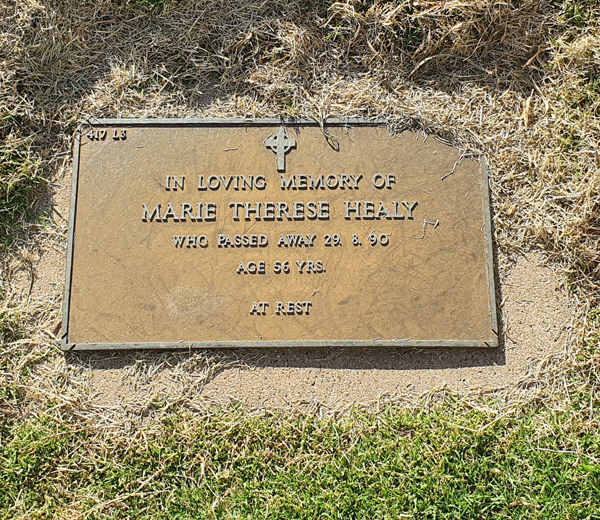 417 L3
IN LOVING MEMORY OF
MARIE THERESE HEALY
WHO PASSED AWAY 29. 8. 90
AGE 56 YRS.
AT REST